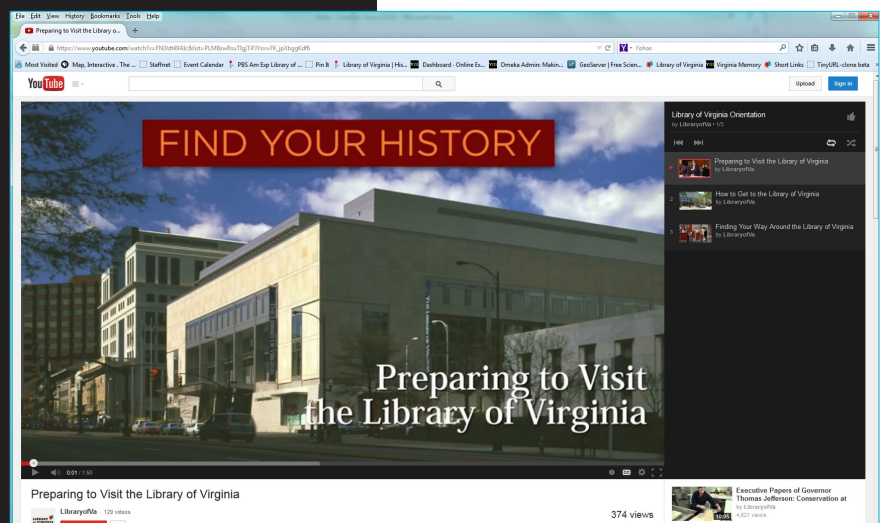 File Edit View History Bookmarks Tools Help
Preparing to Visit the Library o...
https://www.youtube.com/watch?v=
Yahoo
Most Visited Map, Interactive . The ... Staffnet Event Calendar PBS Am Exp Library of ... Pin It Library of Virginia | His... Dashboard - Online Ex... Omeka Admin: Makin... GeoServer | Free Scien... Library of Virginia Virginia Memory Short Links TinyURL-clone beta
YouTube
Upload Sign in
FIND YOUR HISTORY
Preparing to Visit
the Library of Virginia
0:01 / 1:50
Library of Virginia Orientation
by LibraryofVa • 1/3
Preparing to Visit the Library of Virginia
by LibraryofVa
2 How to Get to the Library of Virginia
by LibraryofVa
3 Finding Your Way Around the Library of Virginia
by LibraryofVa
Preparing to Visit the Library of Virginia
LibraryofVa · 129 videos
374 views
Executive Papers of Governor
Thomas Jefferson: Conservation at
by LibraryofVa
4,621 views